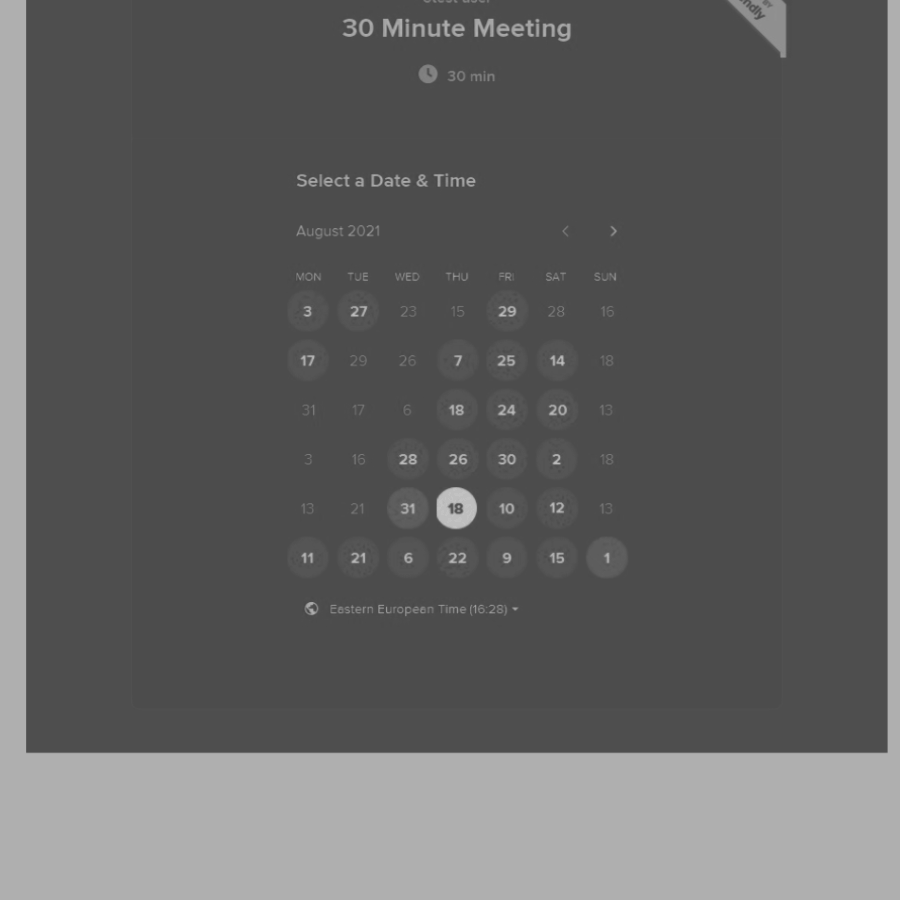 30 Minute Meeting
30 min
Select a Date & Time
August 2021
MON TUE WED THU FRI SAT SUN
3 27 23 15 29 28 16
17 29 26 7 25 14 18
31 17 6 18 24 20 13
3 16 28 26 30 2 18
13 21 31 18 10 12 13
11 21 6 22 9 15 1
Eastern European Time (16:28)